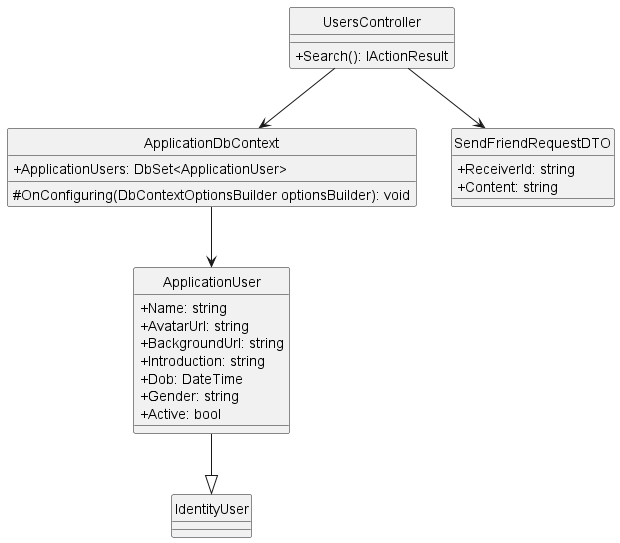 UsersController
+Search(): IActionResult
ApplicationDbContext
+ApplicationUsers: DbSet<ApplicationUser>
#OnConfiguring(DbContextOptionsBuilder optionsBuilder): void
SendFriendRequestDTO
+ReceiverId: string
+Content: string
ApplicationUser
+Name: string
+AvatarUrl: string
+BackgroundUrl: string
+Introduction: string
+Dob: DateTime
+Gender: string
+Active: bool
IdentityUser